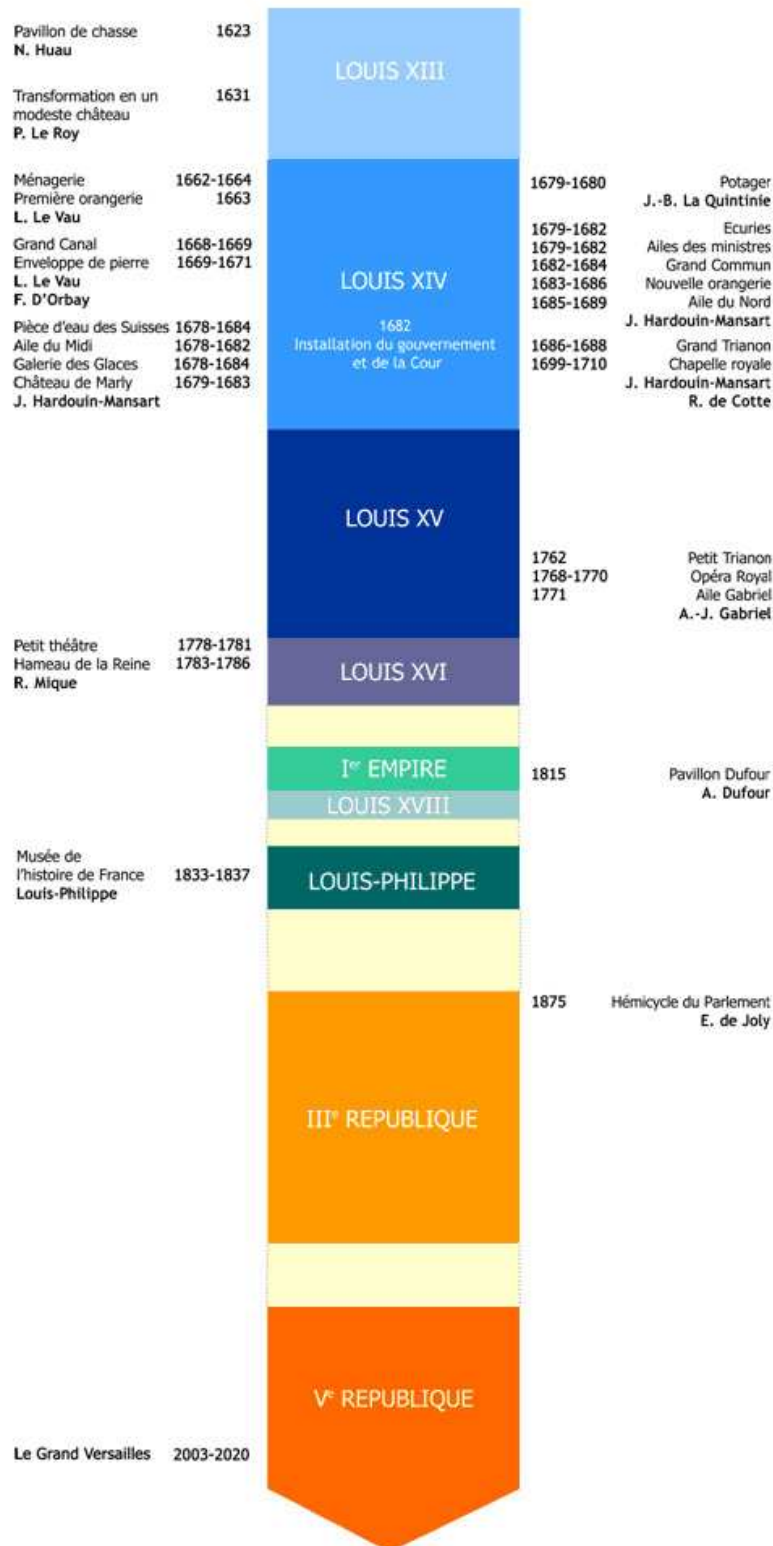 Pavillon de chasse 1623
N. Huau
Transformation en un 1631
modeste château
P. Le Roy
LOUIS XIII
Ménagerie 1662-1664
Première orangerie 1663
L. Le Vau
Grand Canal 1668-1669
Enveloppe de pierre 1669-1671
L. Le Vau
F. D'Orbay
Pièce d'eau des Suisses 1678-1684
Aile du Midi 1678-1682
Galerie des Glaces 1678-1684
Château de Marly 1679-1683
J. Hardouin-Mansart
LOUIS XIV
1682
Installation du gouvernement
et de la Cour
1679-1680 Potager
J.-B. La Quintinie
1679-1682 Ecuries
1679-1682 Ailes des ministres
1682-1684 Grand Commun
1683-1686 Nouvelle orangerie
1685-1689 Aile du Nord
J. Hardouin-Mansart
1686-1688 Grand Trianon
1699-1710 Chapelle royale
J. Hardouin-Mansart
R. de Cotte
LOUIS XV
1762 Petit Trianon
1768-1770 Opéra Royal
1771 Aile Gabriel
A.-J. Gabriel
Petit théâtre 1778-1781
Hameau de la Reine 1783-1786
R. Mique
LOUIS XVI
Ier EMPIRE
1815 Pavillon Dufour
A. Dufour
LOUIS XVIII
Musée de
l'histoire de France 1833-1837
Louis-Philippe
LOUIS-PHILIPPE
1875 Hémicycle du Parlement
E. de Joly
IIIe REPUBLIQUE
Ve REPUBLIQUE
Le Grand Versailles 2003-2020